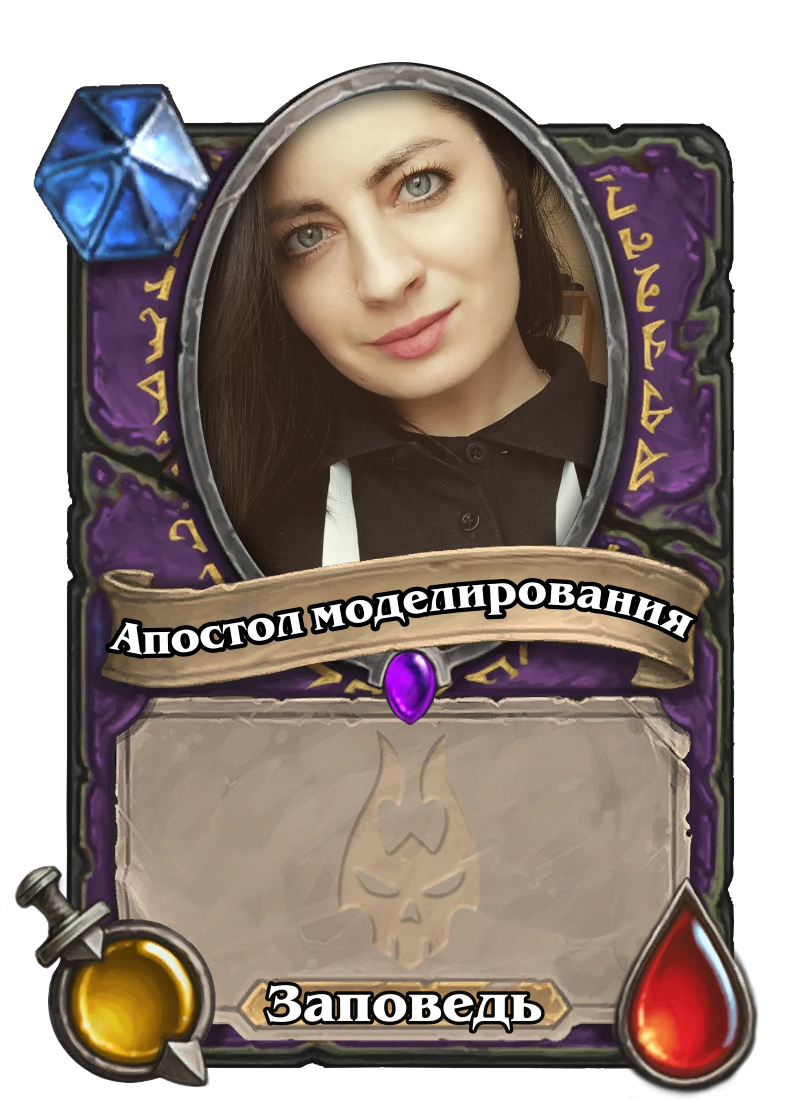 Апостол моделирования
Заповедь